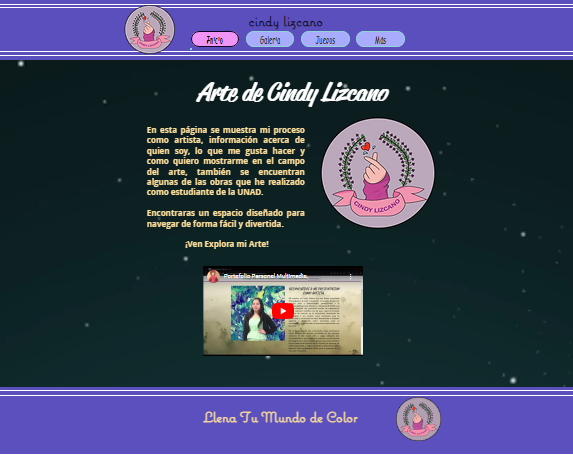 cindy lizcano
CINDY LIZCANO
Inicio
Galeria
Juegos
Más
Arte de Cindy Lizcano
En esta página se muestra mi proceso
como artista, información acerca de
quien soy, lo que me gusta hacer y
como quiero mostrarme en el campo
del arte, también se encuentran
algunas de las obras que he realizado
como estudiante de la UNAD.
Encontraras un espacio diseñado para
navegar de forma fácil y divertida.
¡Ven Explora mi Arte!
CINDY LIZCANO
Portafolio Personal Multimedia.
Llena Tu Mundo de Color
CINDY LIZCANO